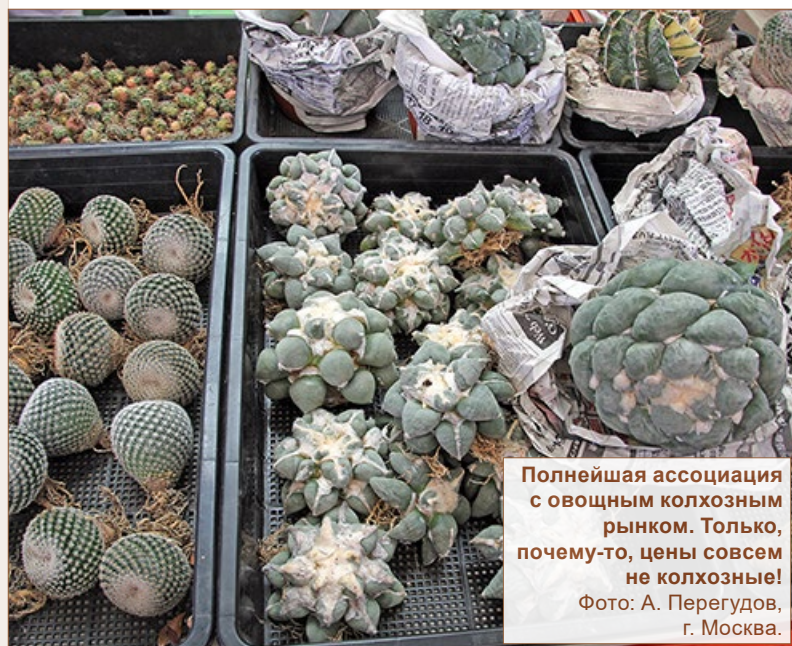 Полнейшая ассоциация
с овощным колхозным
рынком. Только,
почему-то, цены совсем
не колхозные!
Фото: А. Перегудов,
г. Москва.